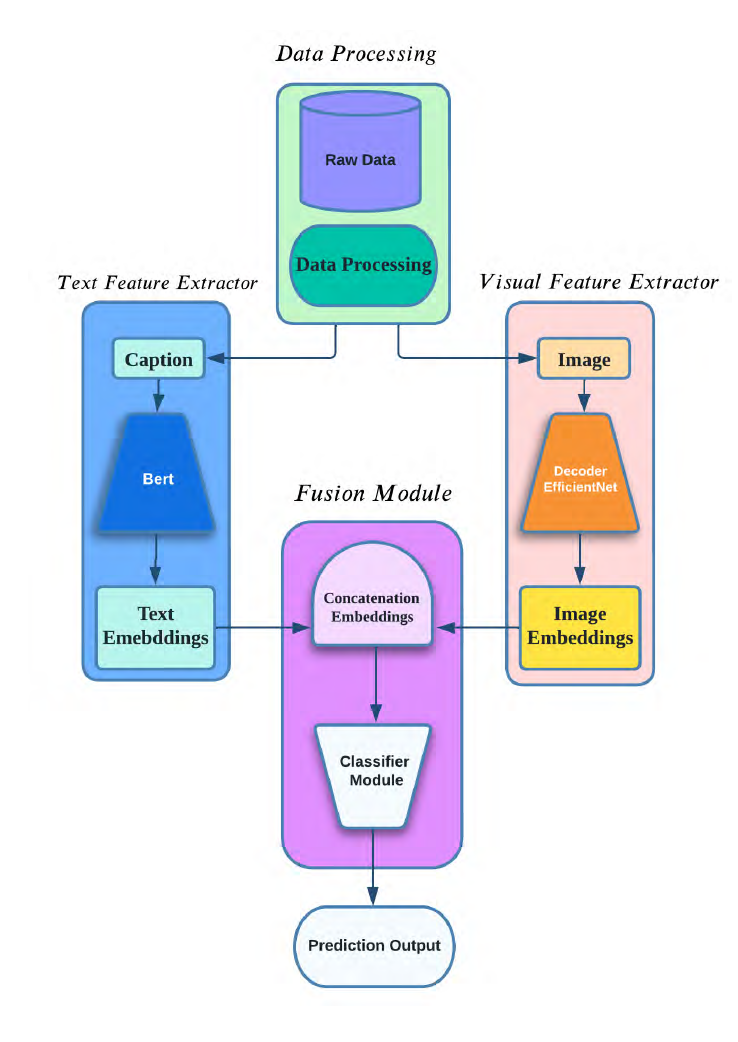 Data Processing
Raw Data
Data Processing
Text Feature Extractor
Caption
Bert
Text
Emebddings
Visual Feature Extractor
Image
Decoder
EfficientNet
Image
Embeddings
Fusion Module
Concatenation
Embeddings
Classifier
Module
Prediction Output